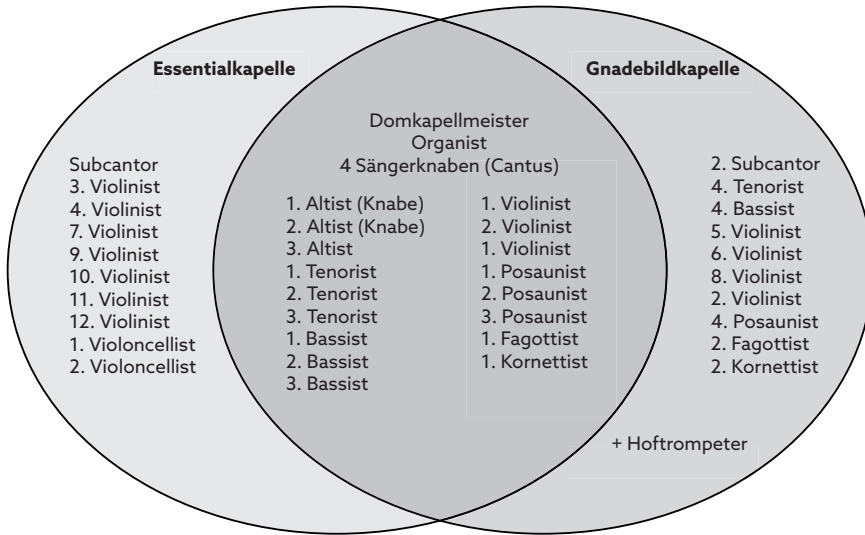 Essentialkapelle
Gnadebildkapelle
Domkapellmeister
Organist
4 Sängerknaben (Cantus)
Subcantor
3. Violinist
4. Violinist
7. Violinist
9. Violinist
10. Violinist
11. Violinist
12. Violinist
1. Violoncellist
2. Violoncellist
1. Altist (Knabe)
2. Altist (Knabe)
3. Altist
1. Tenorist
2. Tenorist
3. Tenorist
1. Bassist
2. Bassist
3. Bassist
1. Violinist
2. Violinist
1. Violinist
1. Posaunist
2. Posaunist
3. Posaunist
1. Fagottist
1. Kornettist
2. Subcantor
4. Tenorist
4. Bassist
5. Violinist
6. Violinist
8. Violinist
2. Violinist
4. Posaunist
2. Fagottist
2. Kornettist
+ Hoftrompeter